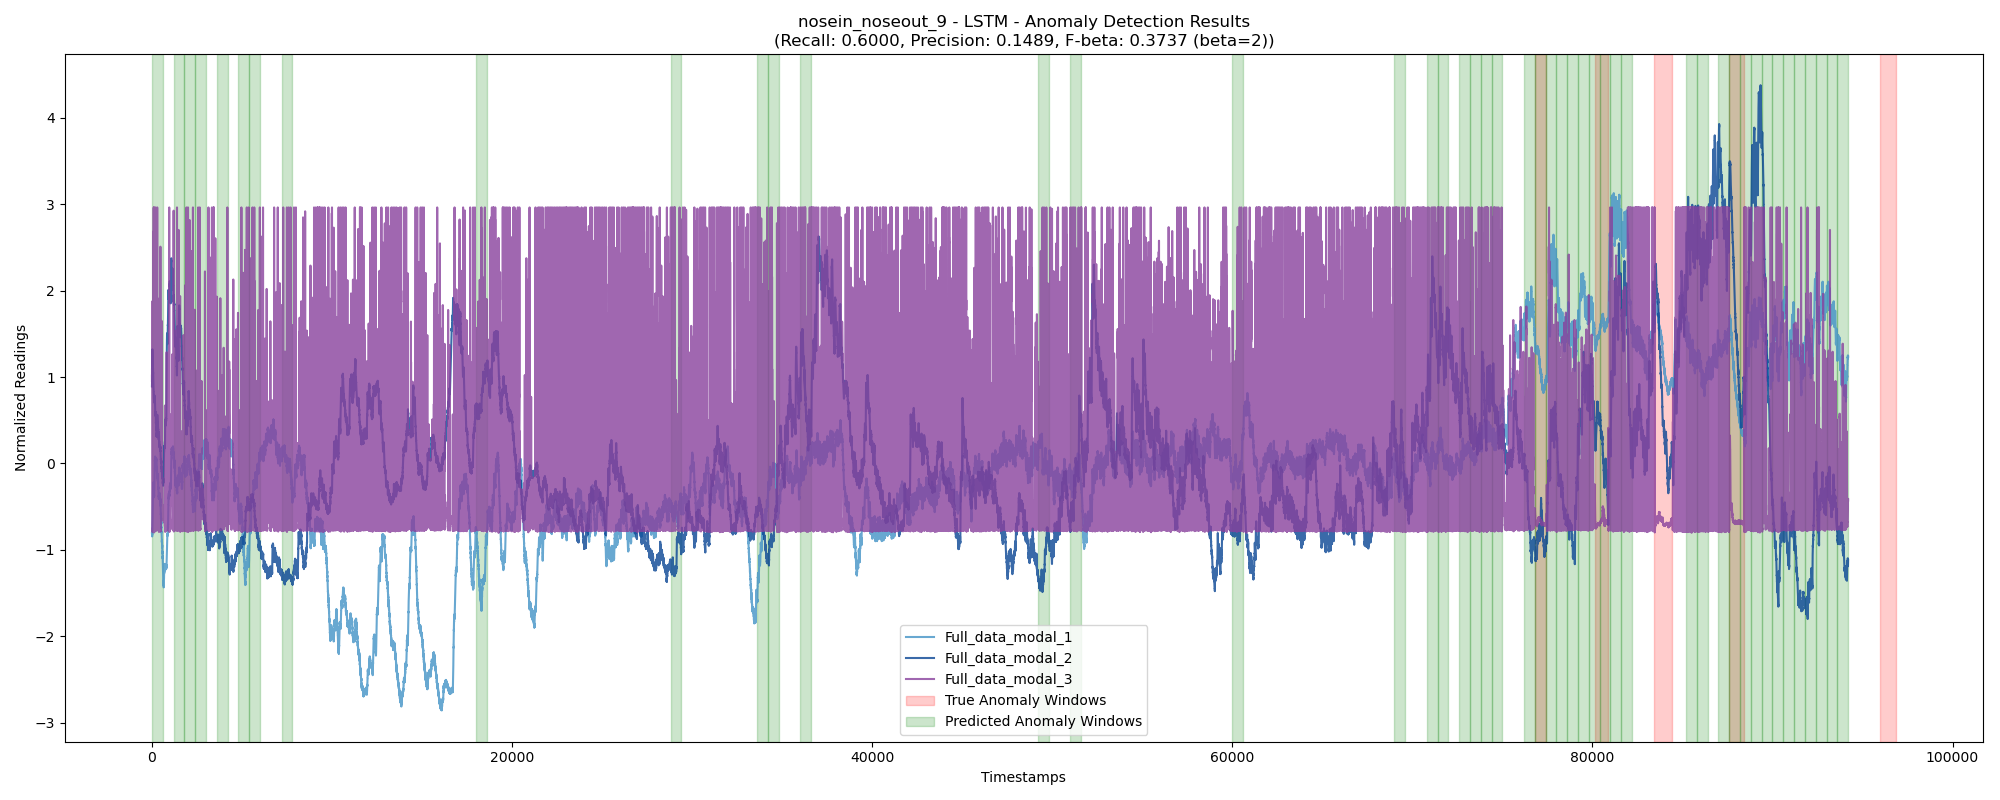 nosein_noseout_9 - LSTM - Anomaly Detection Results
(Recall: 0.6000, Precision: 0.1489, F-beta: 0.3737 (beta=2))
Normalized Readings
4
3
2
1
0
−1
−2
−3
Full_data_modal_1
Full_data_modal_2
Full_data_modal_3
True Anomaly Windows
Predicted Anomaly Windows
0
20000
40000
60000
80000
100000
Timestamps